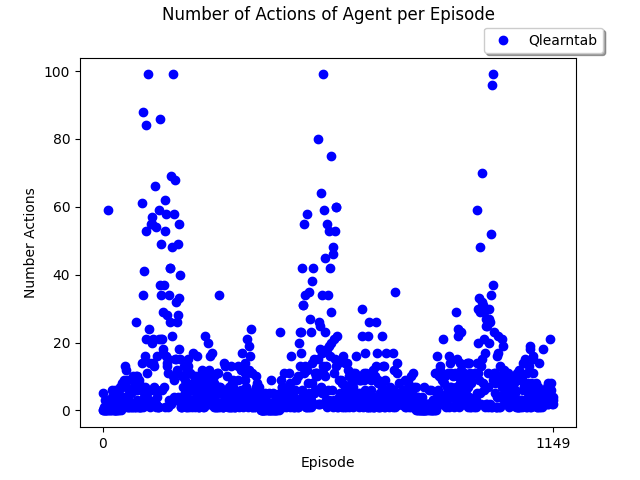 Number of Actions of Agent per Episode
Qlearntab
100
80
60
40
20
0
Number Actions
0 1149
Episode